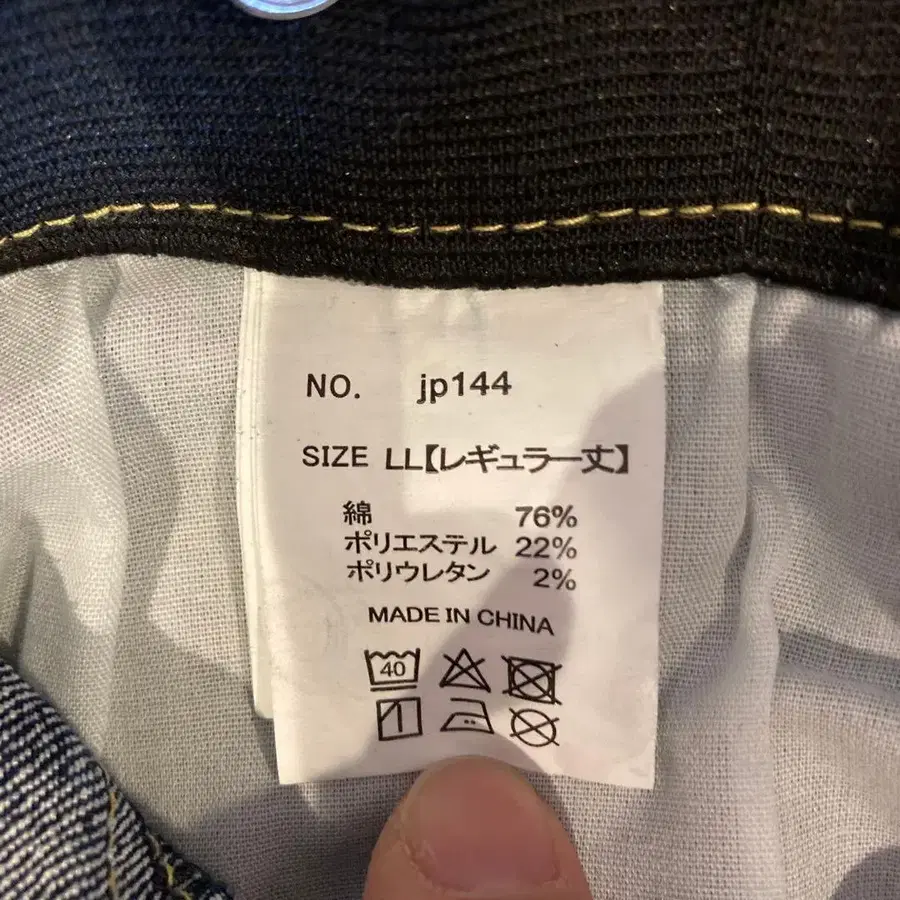 NO. jp144
SIZE LL【レギュラー丈】
綿 76%
ポリエステル 22%
ポリウレタン 2%
MADE IN CHINA
40